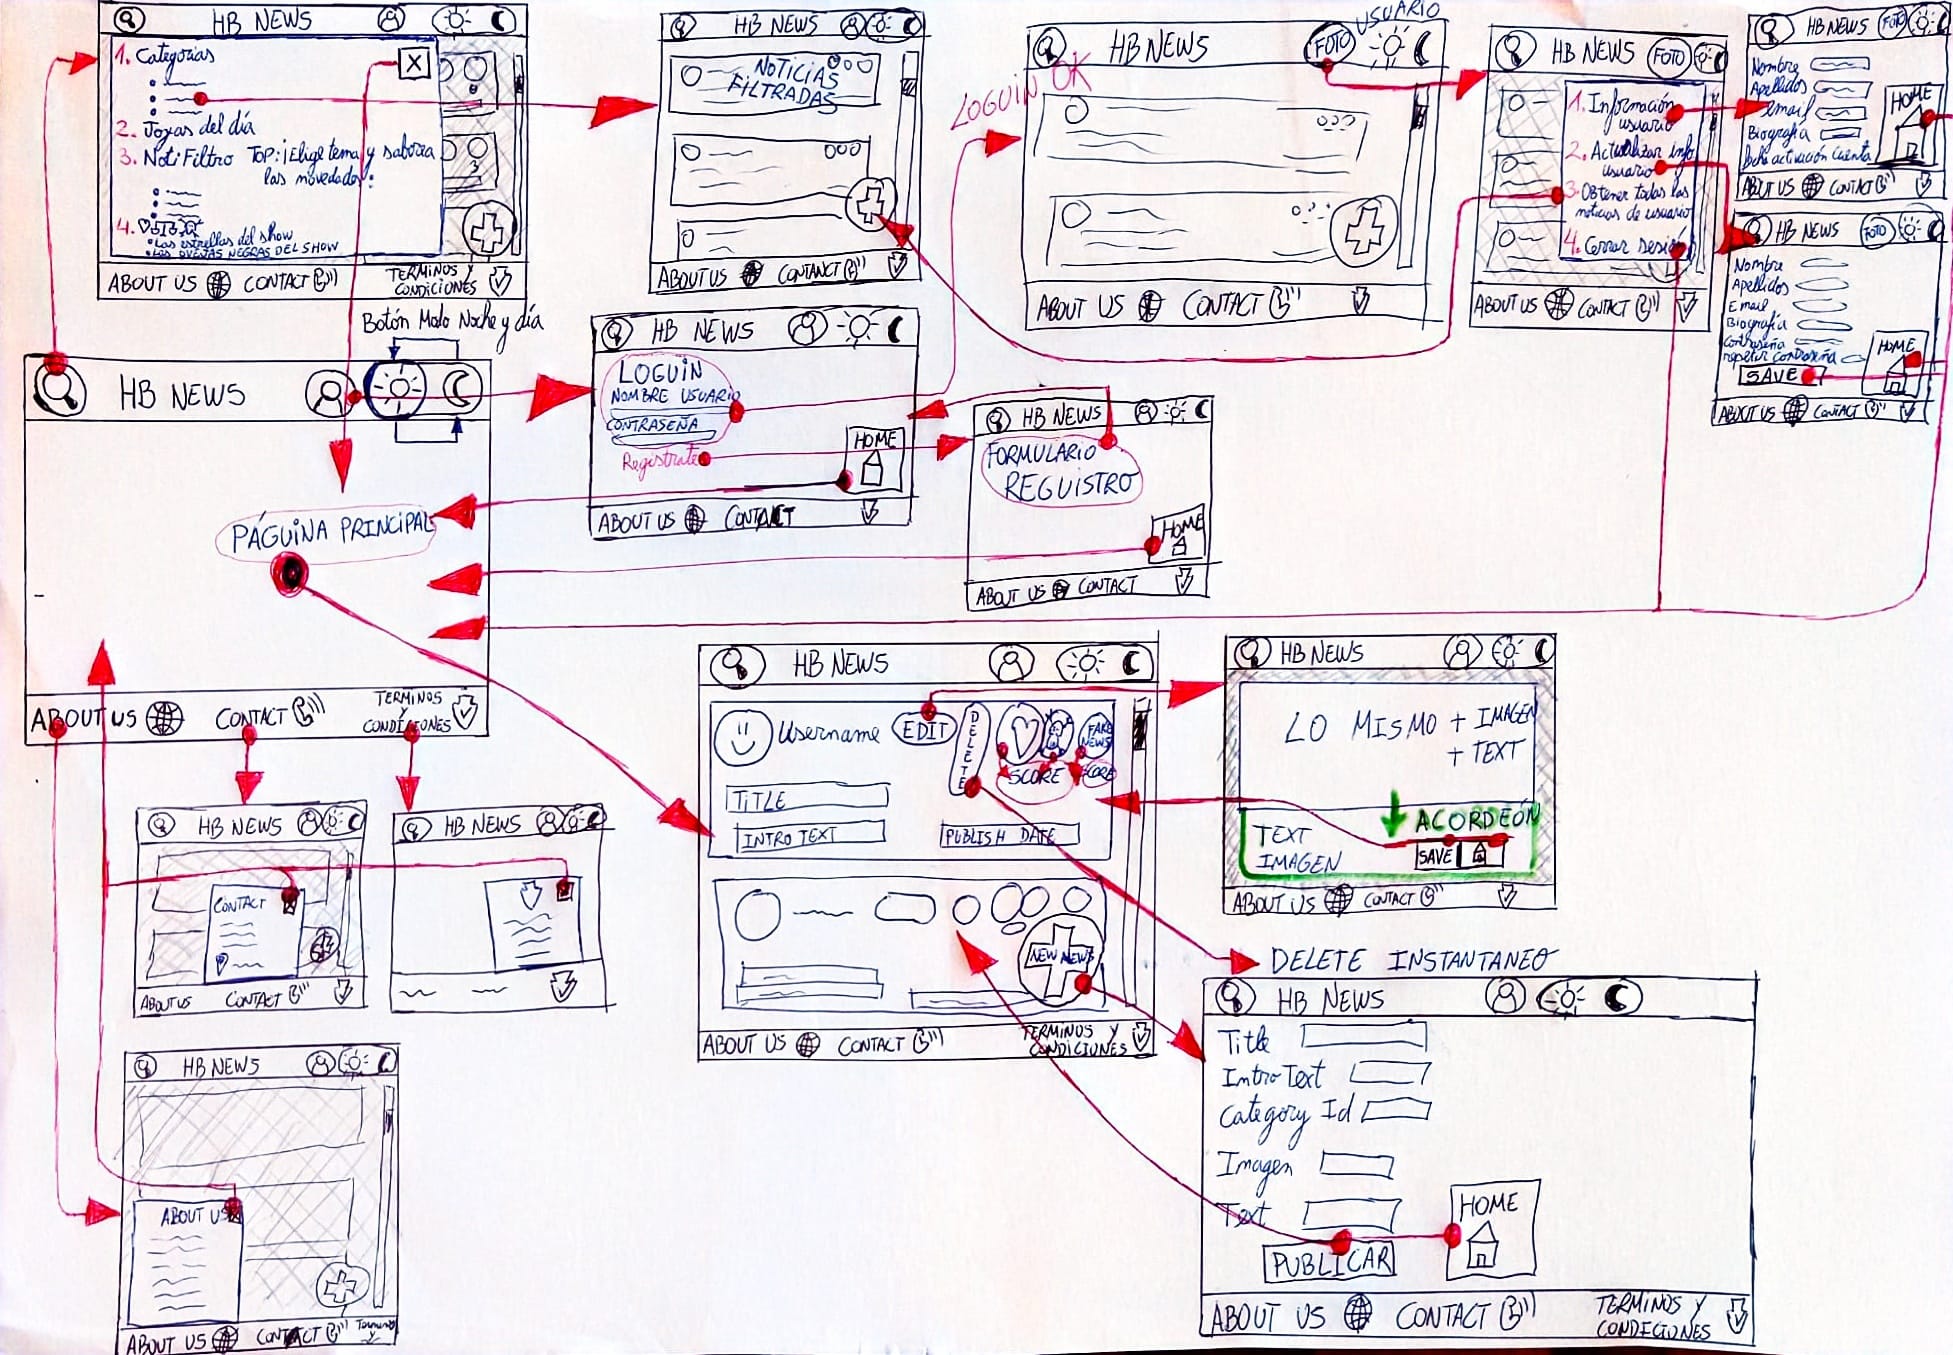 HB NEWS
1. Categorias
X
2. Joyas del día
3. NotiFiltro TOP: ¡Elige tema y saborea
las novedades!
4.
• Las estrellas del show
• LAS OVEJAS NEGRAS DEL SHOW
ABOUT US CONTACT TERMINOS Y
CONDICIONES
HB NEWS
NOTICIAS
FILTRADAS
ABOUT US CONTANCT
LOGUIN OK
HB NEWS FOTO USUARIO
ABOUT US CONTACT
HB NEWS FOTO
1. Información
usuario
2. Actualizar info
usuario
3. Obtener todas las
noticias de usuario
4. Cerrar sesión
ABOUT US CONTACT
HB NEWS FOTO
Nombre
Apellidos
email
Biografía
fecha activación cuenta
HOME
ABOUT US CONTACT
HB NEWS FOTO
Nombre
Apellidos
Email
Biografía
Contraseña
repetir contraseña
SAVE
HOME
ABOUT US CONTACT
Botón Modo Noche y día
HB NEWS
PÁGUINA PRINCIPAL
ABOUT US CONTACT TERMINOS
Y
CONDICIONES
HB NEWS
LOGUIN
NOMBRE USUARIO
CONTRASEÑA
Registrate
HOME
ABOUT US CONTACT
HB NEWS
FORMULARIO
REGUISTRO
HOME
ABOUT US CONTACT
HB NEWS
Username EDIT DELETE FAKE
NEWS
SCORE SCORE
TITLE
INTRO TEXT PUBLISH DATE
NEW NEWS
ABOUT US CONTACT TERMINOS Y
CONDICIONES
HB NEWS
LO MISMO + IMAGEN
+ TEXT
ACORDEÓN
TEXT
IMAGEN
SAVE
ABOUT US CONTACT
DELETE INSTANTANEO
HB NEWS
CONTACT
ABOUT US CONTACT
HB NEWS
HB NEWS
ABOUT US
ABOUT US CONTACT Terminos
Y
HB NEWS
Title
Intro Text
Category Id
Imagen
Text
PUBLICAR
HOME
ABOUT US CONTACT TERMINOS Y
CONDICIONES